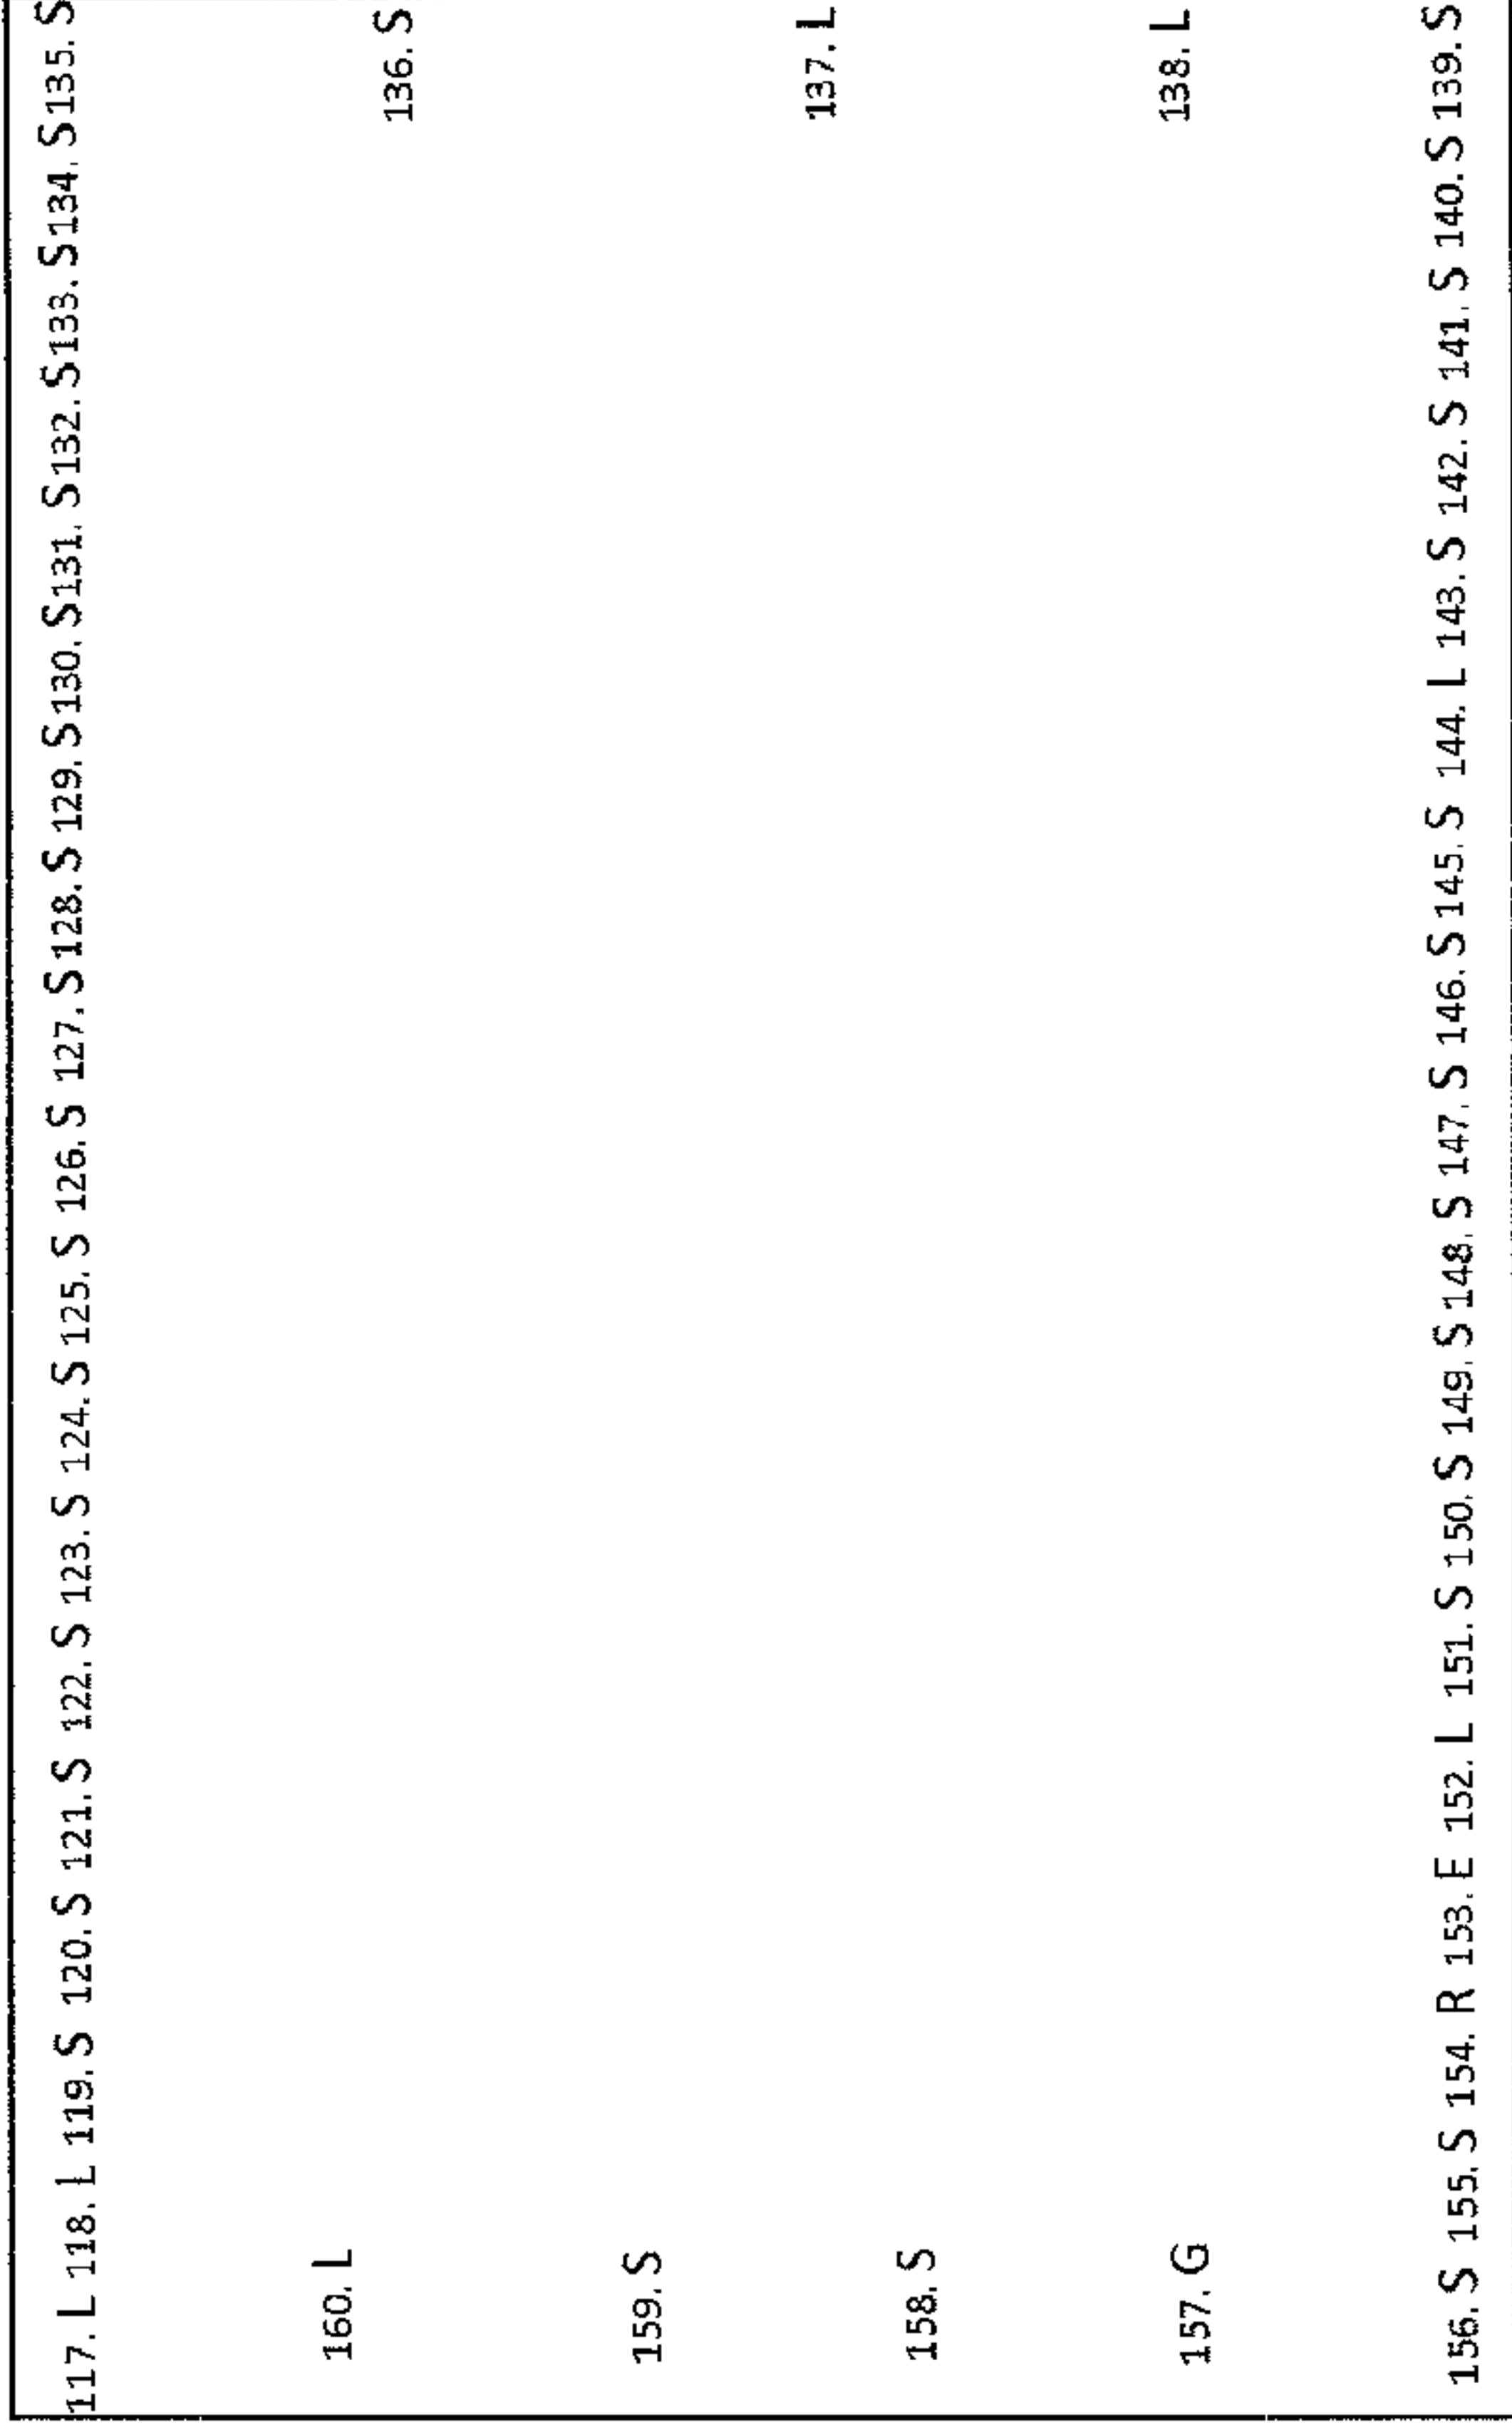 117. L 118. L 119. S 120. S 121. S 122. S 123. S 124. S 125. S 126. S 127. S 128. S 129. S 130. S 131. S 132. S 133. S 134. S 135. S
160. L
136. S
159. S
137. L
158. S
157. G
138. L
156. S 155. S 154. R 153. E 152. L 151. S 150. S 149. S 148. S 147. S 146. S 145. S 144. L 143. S 142. S 141. S 140. S 139. S